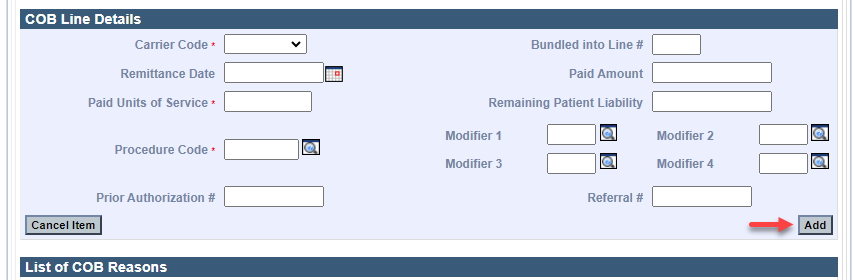 COB Line Details
Carrier Code * Bundled into Line #
Remittance Date Paid Amount
Paid Units of Service * Remaining Patient Liability
Modifier 1 Modifier 2
Procedure Code *
Modifier 3 Modifier 4
Prior Authorization # Referral #
Cancel Item Add
List of COB Reasons